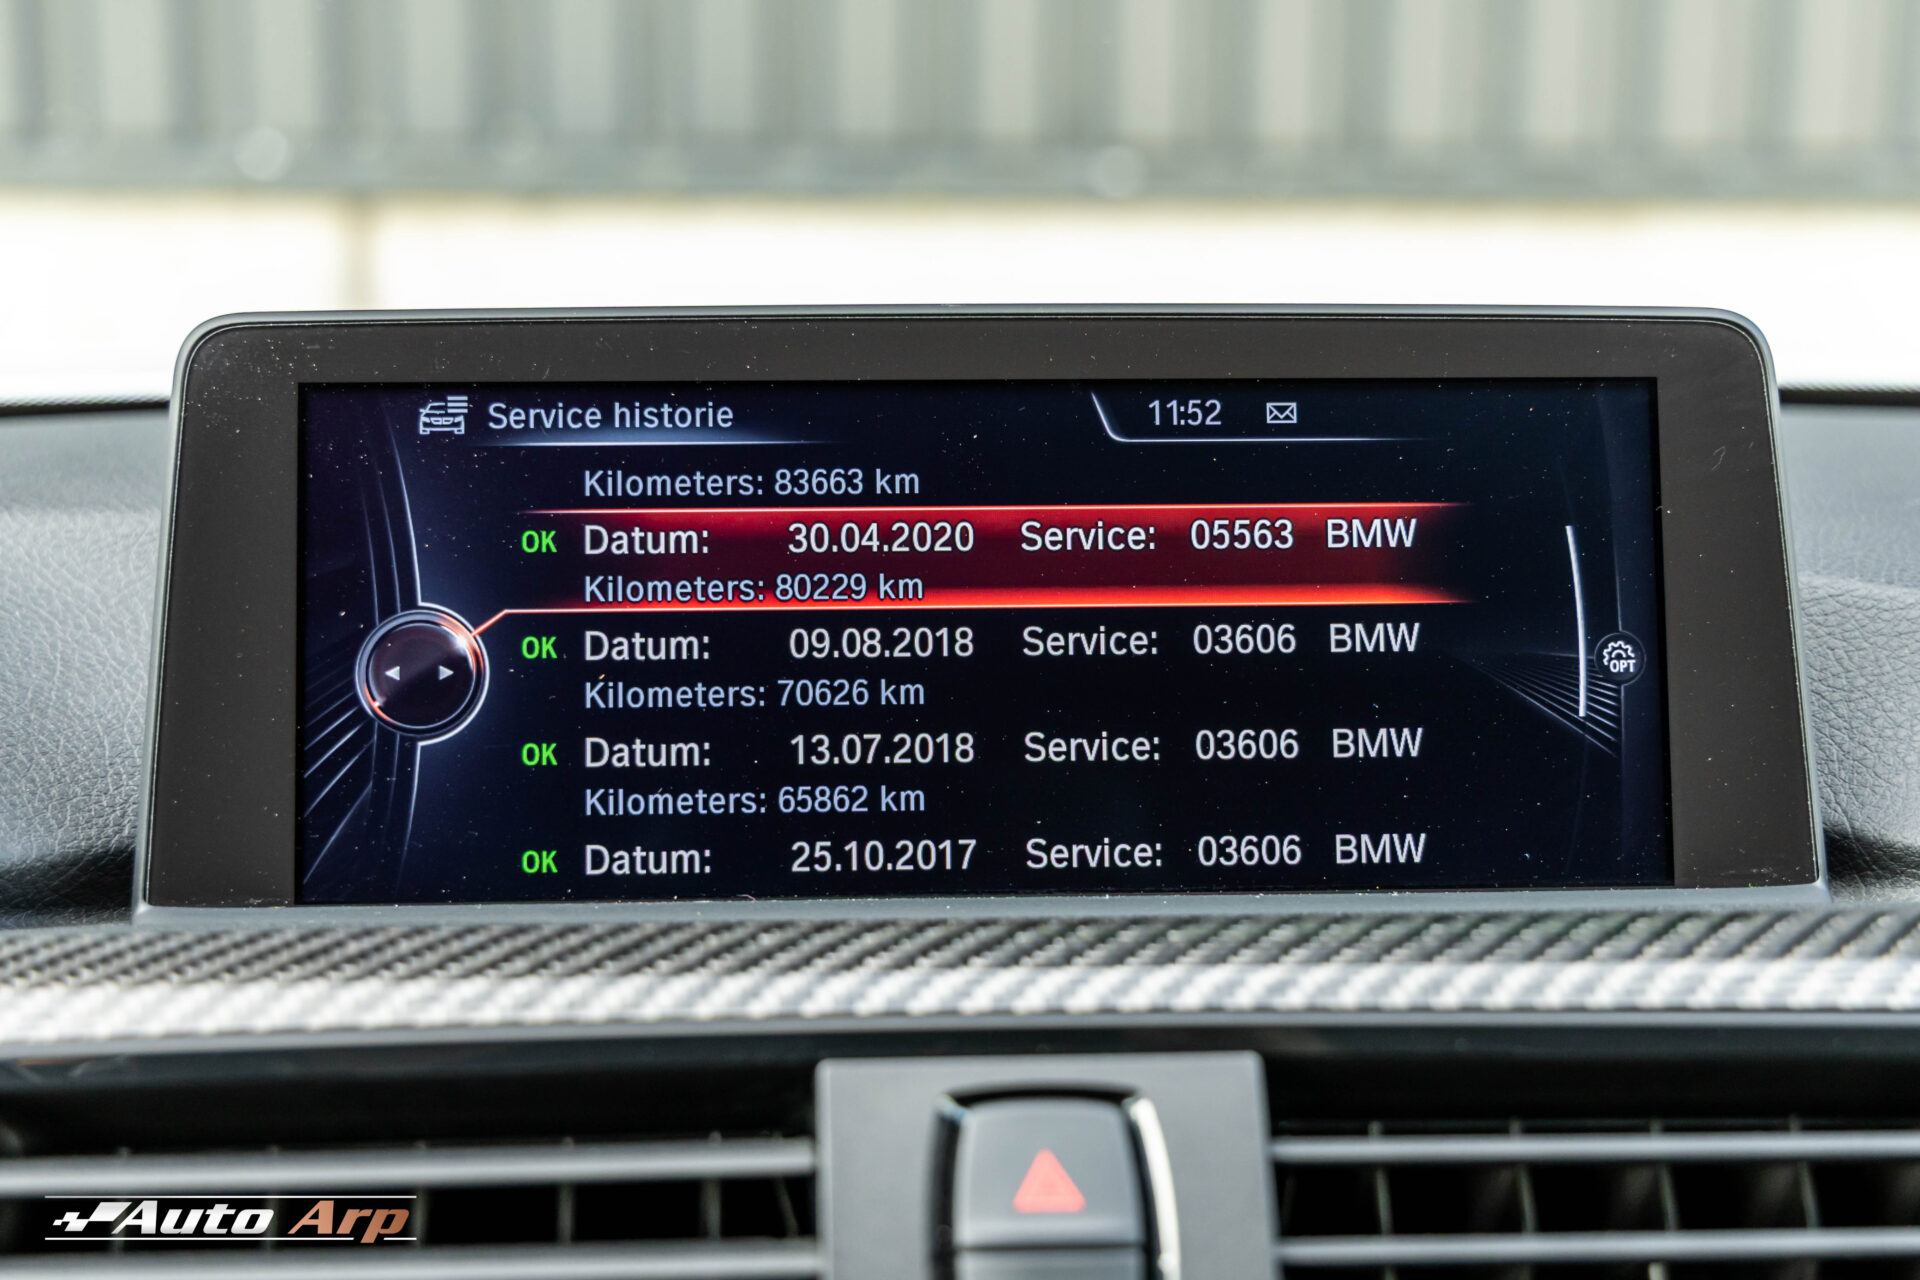 Service historie 11:52
Kilometers: 83663 km
OK Datum: 30.04.2020 Service: 05563 BMW
Kilometers: 80229 km
OK Datum: 09.08.2018 Service: 03606 BMW
Kilometers: 70626 km
OK Datum: 13.07.2018 Service: 03606 BMW
Kilometers: 65862 km
OK Datum: 25.10.2017 Service: 03606 BMW
OPT
Auto Arp